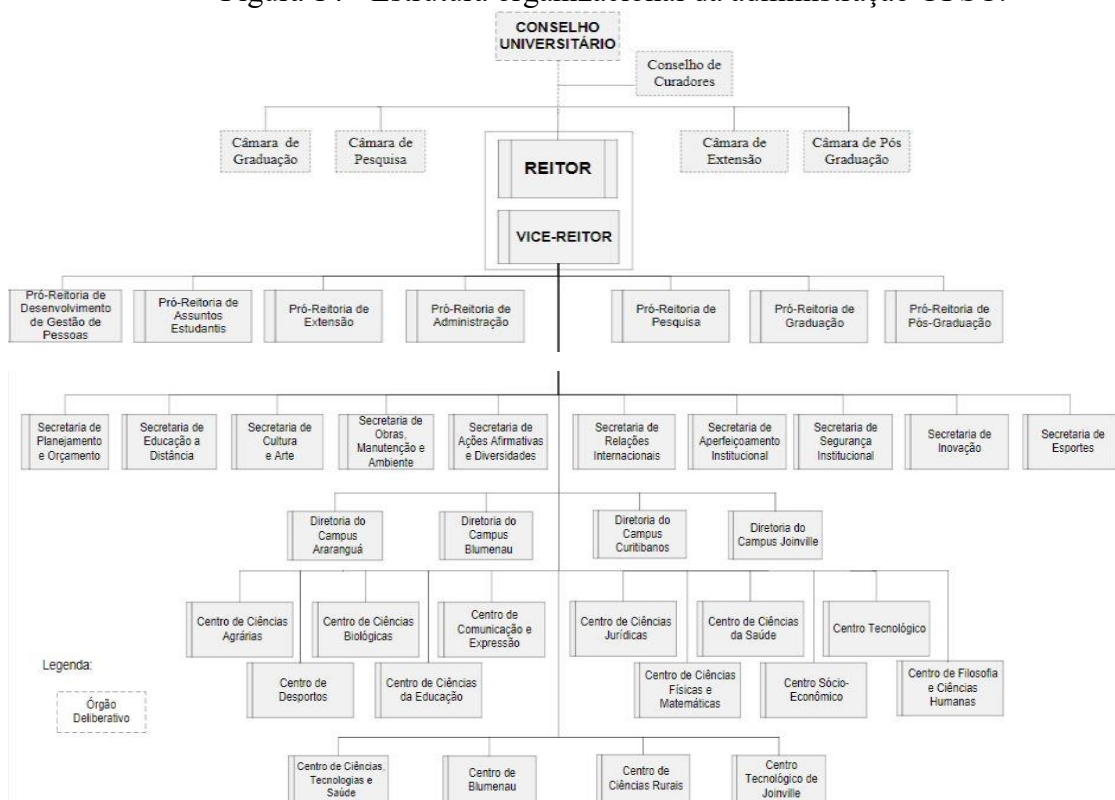 CONSELHO
UNIVERSITÁRIO
Conselho de
Curadores
Câmara de
Graduação
Câmara de
Pesquisa
Câmara de
Extensão
Câmara de Pós
Graduação
REITOR
VICE-REITOR
Pró-Reitoria de
Desenvolvimento
de Gestão de
Pessoas
Pró-Reitoria de
Assuntos
Estudantis
Pró-Reitoria de
Extensão
Pró-Reitoria de
Administração
Pró-Reitoria de
Pesquisa
Pró-Reitoria de
Graduação
Pró-Reitoria de
Pós-Graduação
Secretaria de
Planejamento
e Orçamento
Secretaria de
Educação a
Distância
Secretaria de
Cultura
e Arte
Secretaria de
Obras,
Manutenção e
Ambiente
Secretaria de
Ações Afirmativas
e Diversidades
Secretaria de
Relações
Internacionais
Secretaria de
Aperfeiçoamento
Institucional
Secretaria de
Segurança
Institucional
Secretaria de
Inovação
Secretaria de
Esportes
Diretoria do
Campus
Araranguá
Diretoria do
Campus
Blumenau
Diretoria do
Campus
Curitibanos
Diretoria do
Campus Joinville
Centro de Ciências
Agrárias
Centro de Ciências
Biológicas
Centro de
Comunicação e
Expressão
Centro de Ciências
Jurídicas
Centro de Ciências
da Saúde
Centro Tecnológico
Legenda:
Órgão
Deliberativo
Centro de
Desportos
Centro de Ciências
da Educação
Centro de Ciências
Físicas e
Matemáticas
Centro Sócio-
Econômico
Centro de Filosofia
e Ciências
Humanas
Centro de Ciências,
Tecnologias e
Saúde
Centro de
Blumenau
Centro de
Ciências Rurais
Centro
Tecnológico de
Joinville